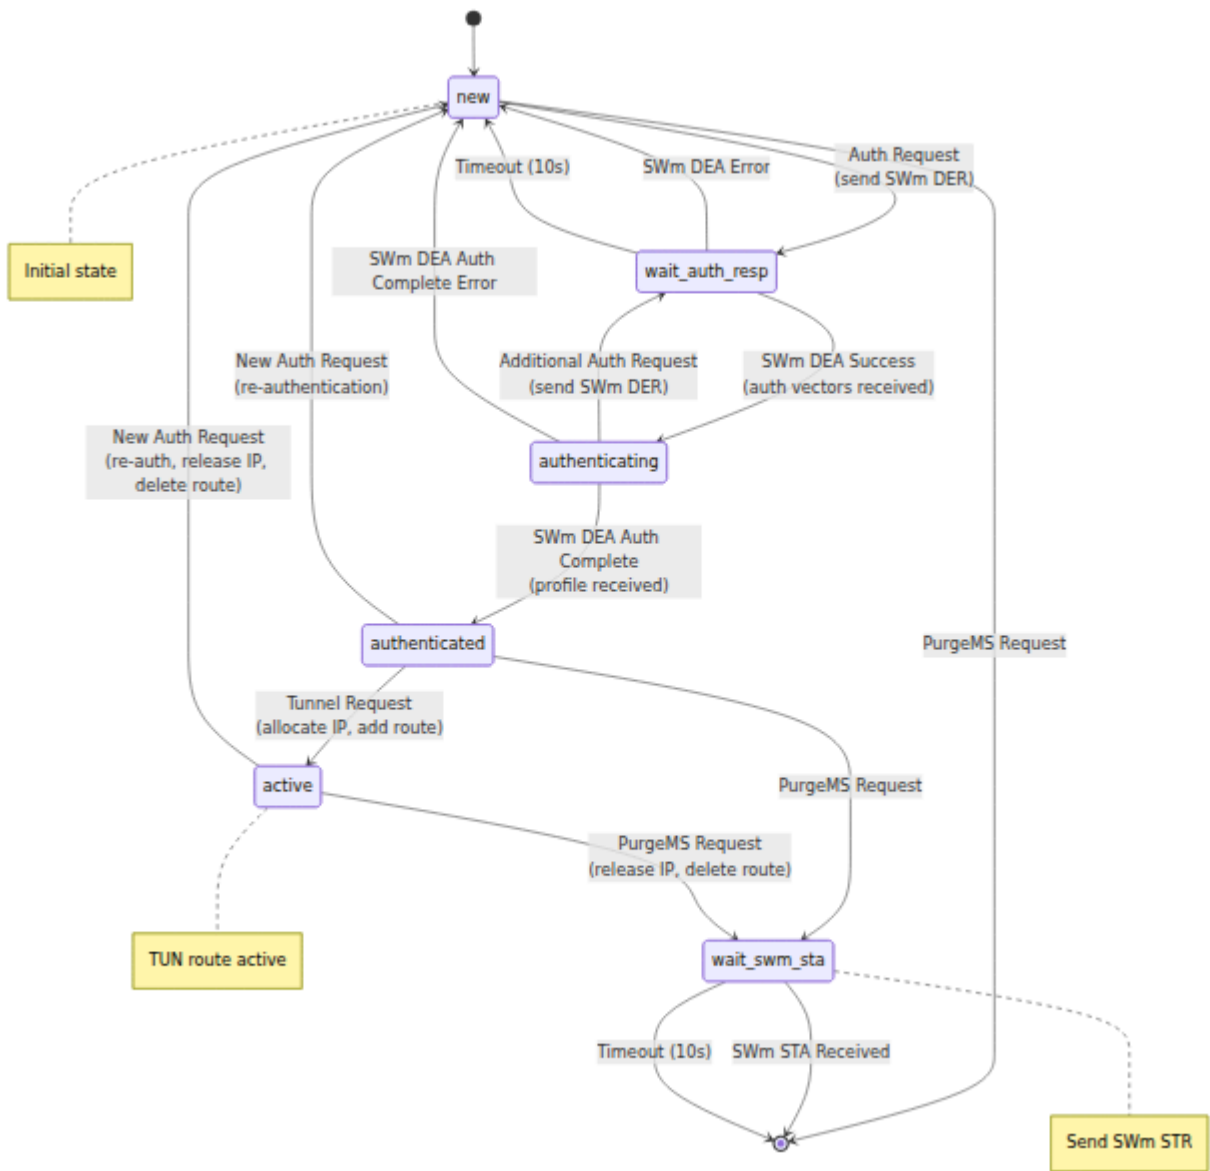 new
Timeout (10s)
SWm DEA Error
Auth Request
(send SWm DER)
Initial state
SWm DEA Auth
Complete Error
wait_auth_resp
New Auth Request
(re-authentication)
Additional Auth Request
(send SWm DER)
SWm DEA Success
(auth vectors received)
New Auth Request
(re-auth, release IP,
delete route)
authenticating
SWm DEA Auth
Complete
(profile received)
authenticated
PurgeMS Request
Tunnel Request
(allocate IP, add route)
active
PurgeMS Request
PurgeMS Request
(release IP, delete route)
TUN route active
wait_swm_sta
Timeout (10s)
SWm STA Received
Send SWm STR